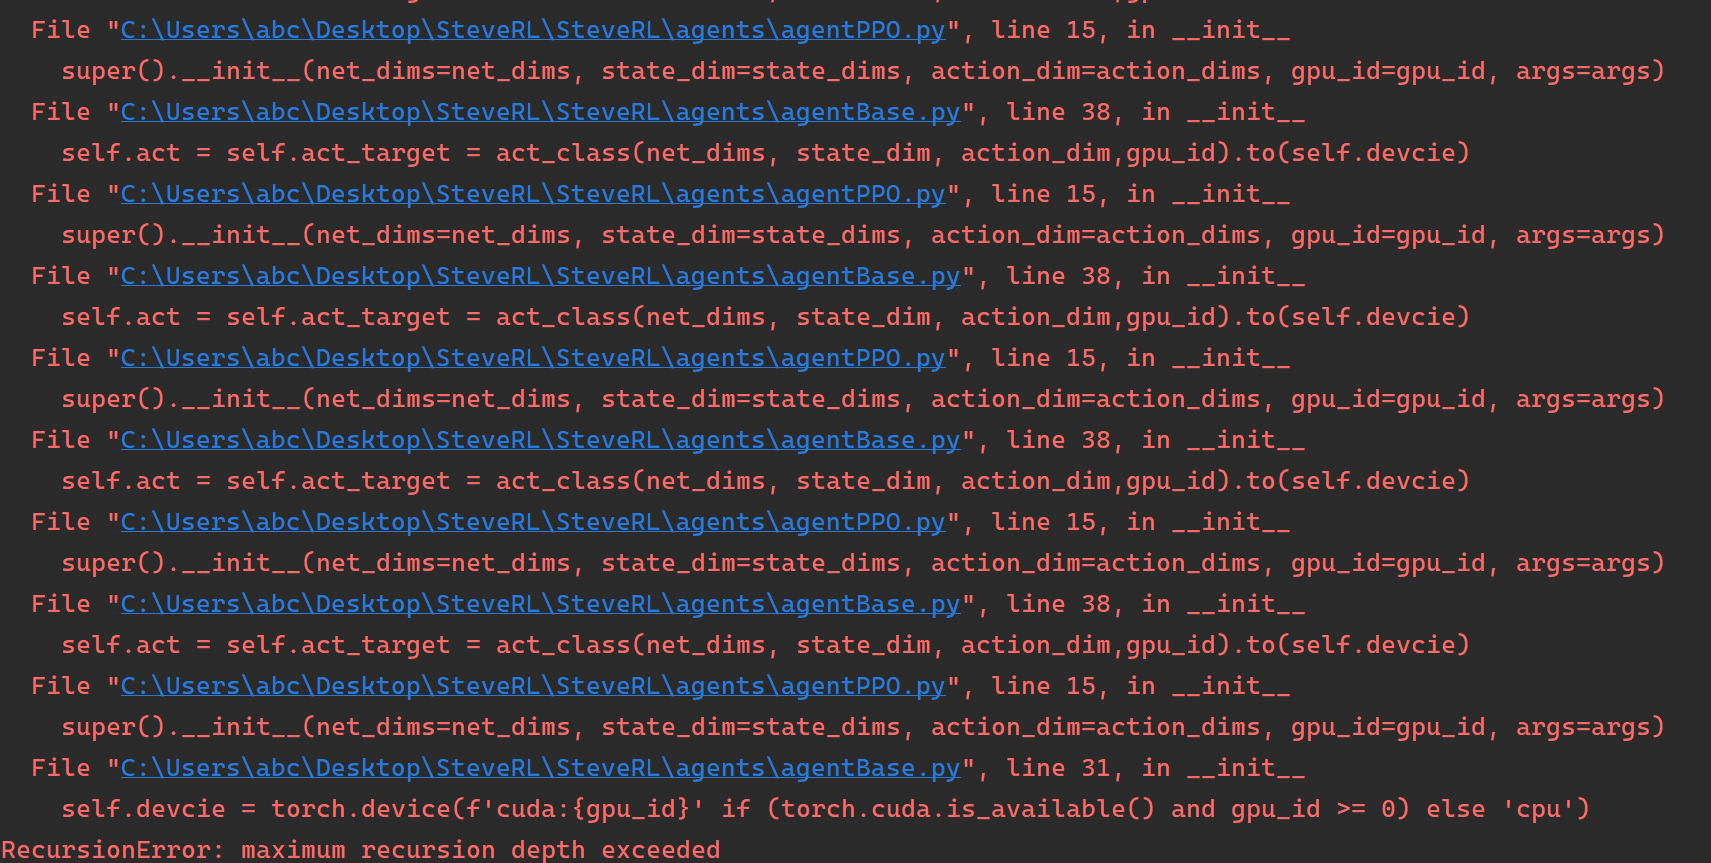 File "C:\Users\abc\Desktop\SteveRL\SteveRL\agents\agentPPO.py", line 15, in __init__
super().__init__(net_dims=net_dims, state_dim=state_dims, action_dim=action_dims, gpu_id=gpu_id, args=args)
File "C:\Users\abc\Desktop\SteveRL\SteveRL\agents\agentBase.py", line 38, in __init__
self.act = self.act_target = act_class(net_dims, state_dim, action_dim,gpu_id).to(self.devcie)
File "C:\Users\abc\Desktop\SteveRL\SteveRL\agents\agentPPO.py", line 15, in __init__
super().__init__(net_dims=net_dims, state_dim=state_dims, action_dim=action_dims, gpu_id=gpu_id, args=args)
File "C:\Users\abc\Desktop\SteveRL\SteveRL\agents\agentBase.py", line 38, in __init__
self.act = self.act_target = act_class(net_dims, state_dim, action_dim,gpu_id).to(self.devcie)
File "C:\Users\abc\Desktop\SteveRL\SteveRL\agents\agentPPO.py", line 15, in __init__
super().__init__(net_dims=net_dims, state_dim=state_dims, action_dim=action_dims, gpu_id=gpu_id, args=args)
File "C:\Users\abc\Desktop\SteveRL\SteveRL\agents\agentBase.py", line 38, in __init__
self.act = self.act_target = act_class(net_dims, state_dim, action_dim,gpu_id).to(self.devcie)
File "C:\Users\abc\Desktop\SteveRL\SteveRL\agents\agentPPO.py", line 15, in __init__
super().__init__(net_dims=net_dims, state_dim=state_dims, action_dim=action_dims, gpu_id=gpu_id, args=args)
File "C:\Users\abc\Desktop\SteveRL\SteveRL\agents\agentBase.py", line 38, in __init__
self.act = self.act_target = act_class(net_dims, state_dim, action_dim,gpu_id).to(self.devcie)
File "C:\Users\abc\Desktop\SteveRL\SteveRL\agents\agentPPO.py", line 15, in __init__
super().__init__(net_dims=net_dims, state_dim=state_dims, action_dim=action_dims, gpu_id=gpu_id, args=args)
File "C:\Users\abc\Desktop\SteveRL\SteveRL\agents\agentBase.py", line 31, in __init__
self.devcie = torch.device(f'cuda:{gpu_id}' if (torch.cuda.is_available() and gpu_id >= 0) else 'cpu')
RecursionError: maximum recursion depth exceeded